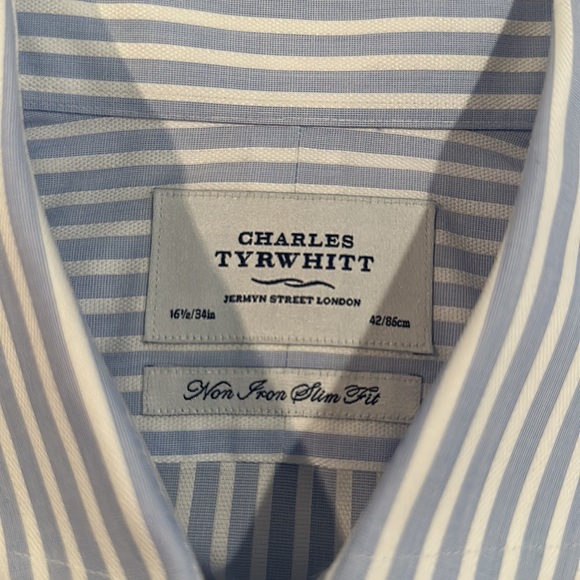 CHARLES
TYRWHITT
JERMYN STREET LONDON
16½/34in 42/86cm
Non Iron Slim Fit